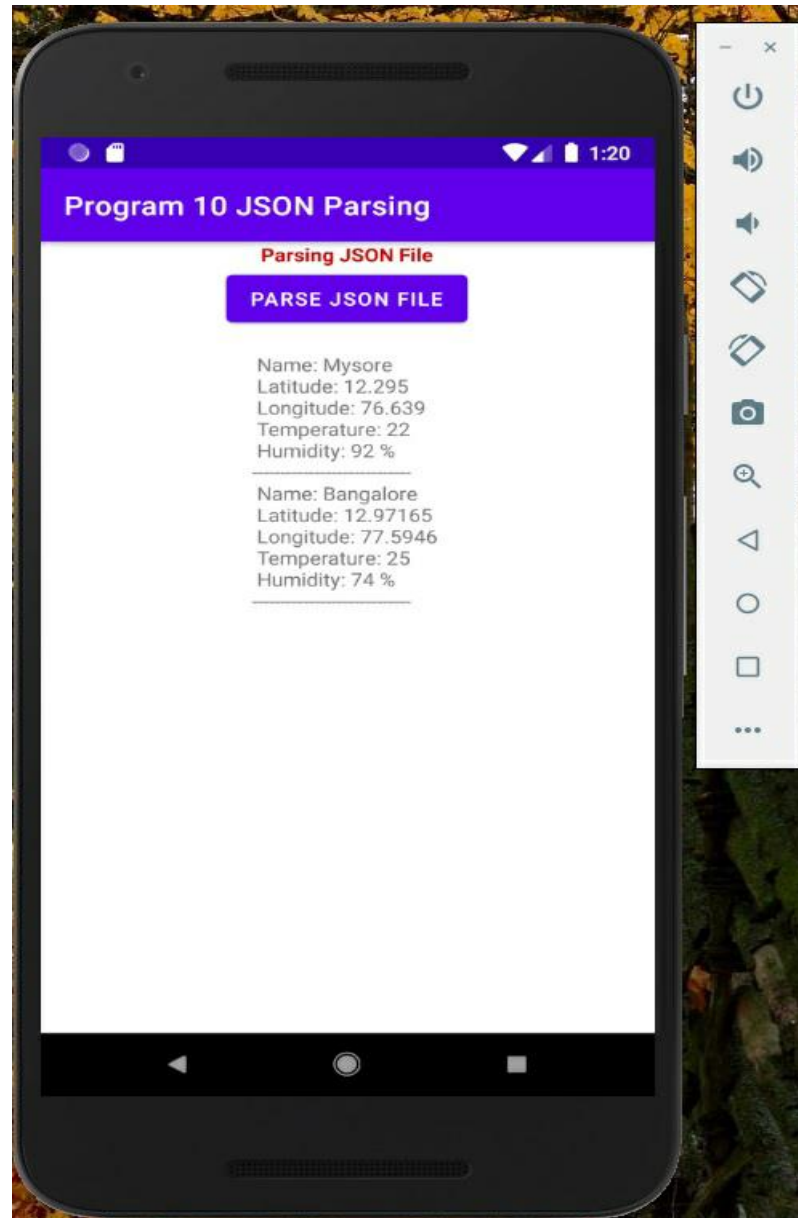 1:20
Program 10 JSON Parsing
Parsing JSON File
PARSE JSON FILE
Name: Mysore
Latitude: 12.295
Longitude: 76.639
Temperature: 22
Humidity: 92 %
--------------------------------
Name: Bangalore
Latitude: 12.97165
Longitude: 77.5946
Temperature: 25
Humidity: 74 %
--------------------------------